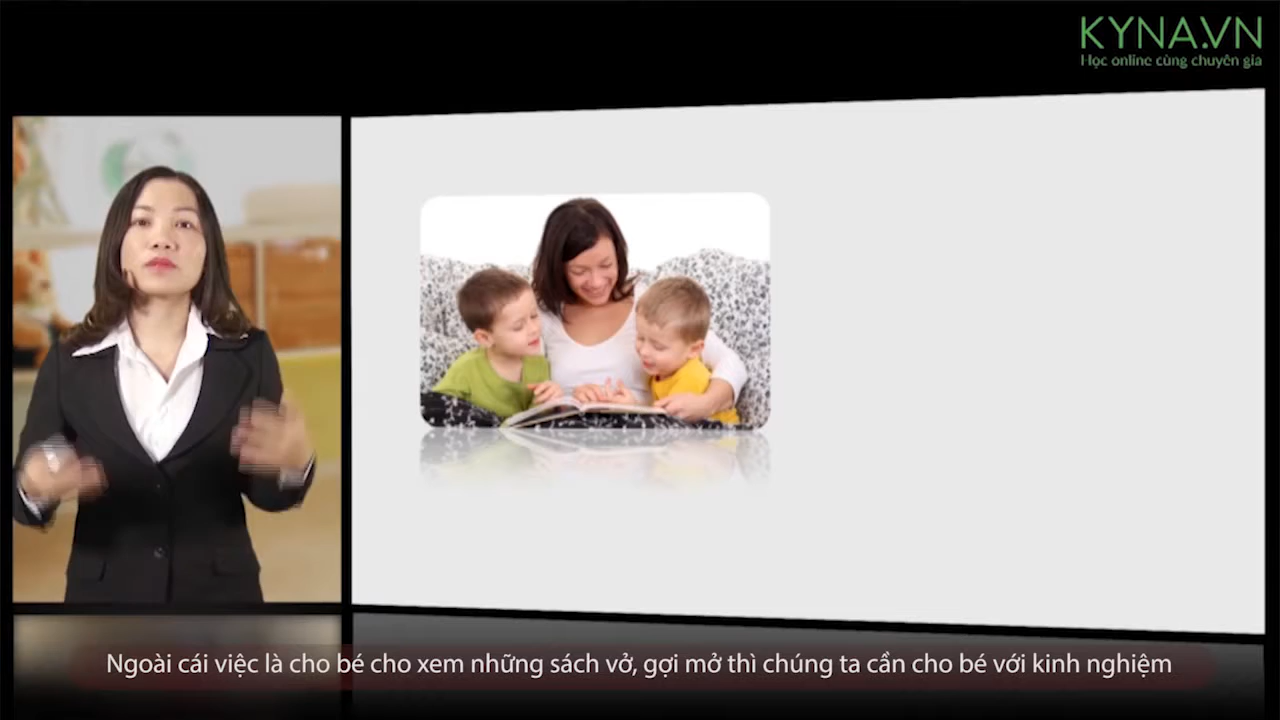 KYNA.VN
Học online cùng chuyên gia
Ngoài cái việc là cho bé cho xem những sách vở, gợi mở thì chúng ta cần cho bé với kinh nghiệm